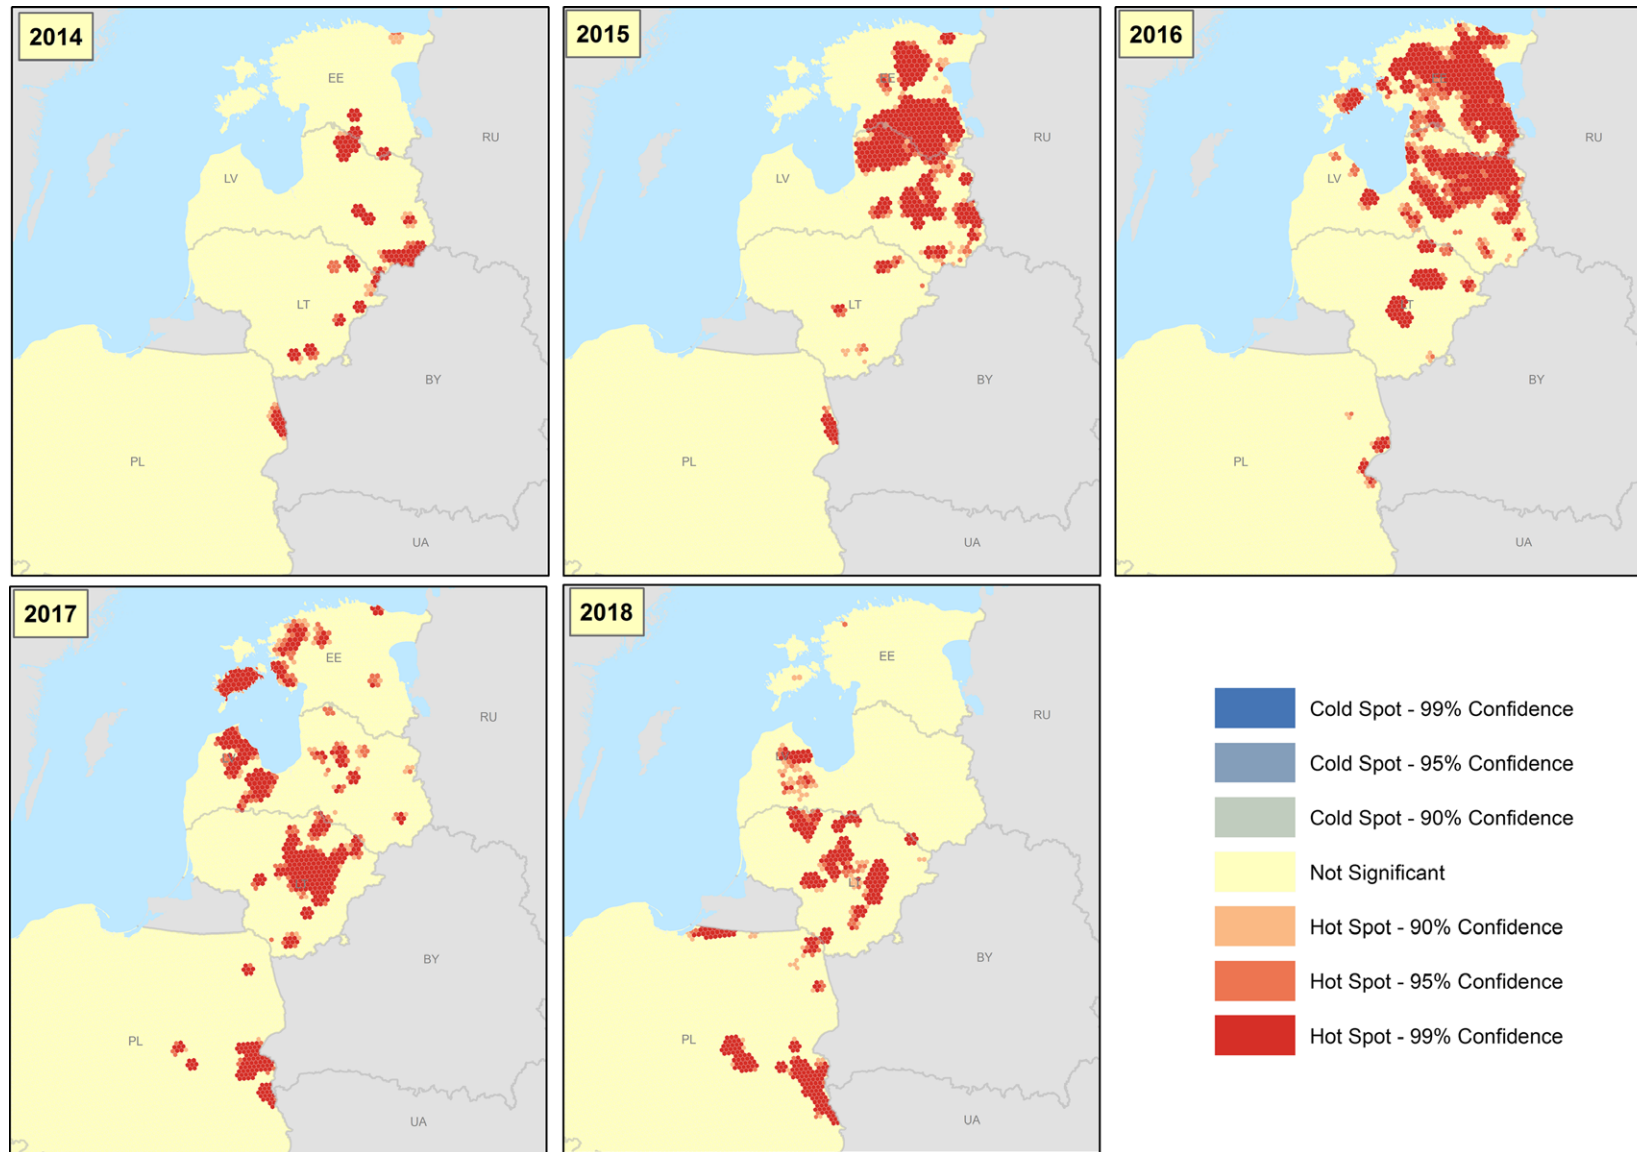 2014
EE
RU
LV
LT
BY
PL
UA
2015
EE
RU
LV
LT
BY
PL
UA
2016
RU
LV
LT
BY
PL
UA
2017
EE
RU
BY
PL
UA
2018
EE
RU
BY
PL
UA
Cold Spot - 99% Confidence
Cold Spot - 95% Confidence
Cold Spot - 90% Confidence
Not Significant
Hot Spot - 90% Confidence
Hot Spot - 95% Confidence
Hot Spot - 99% Confidence